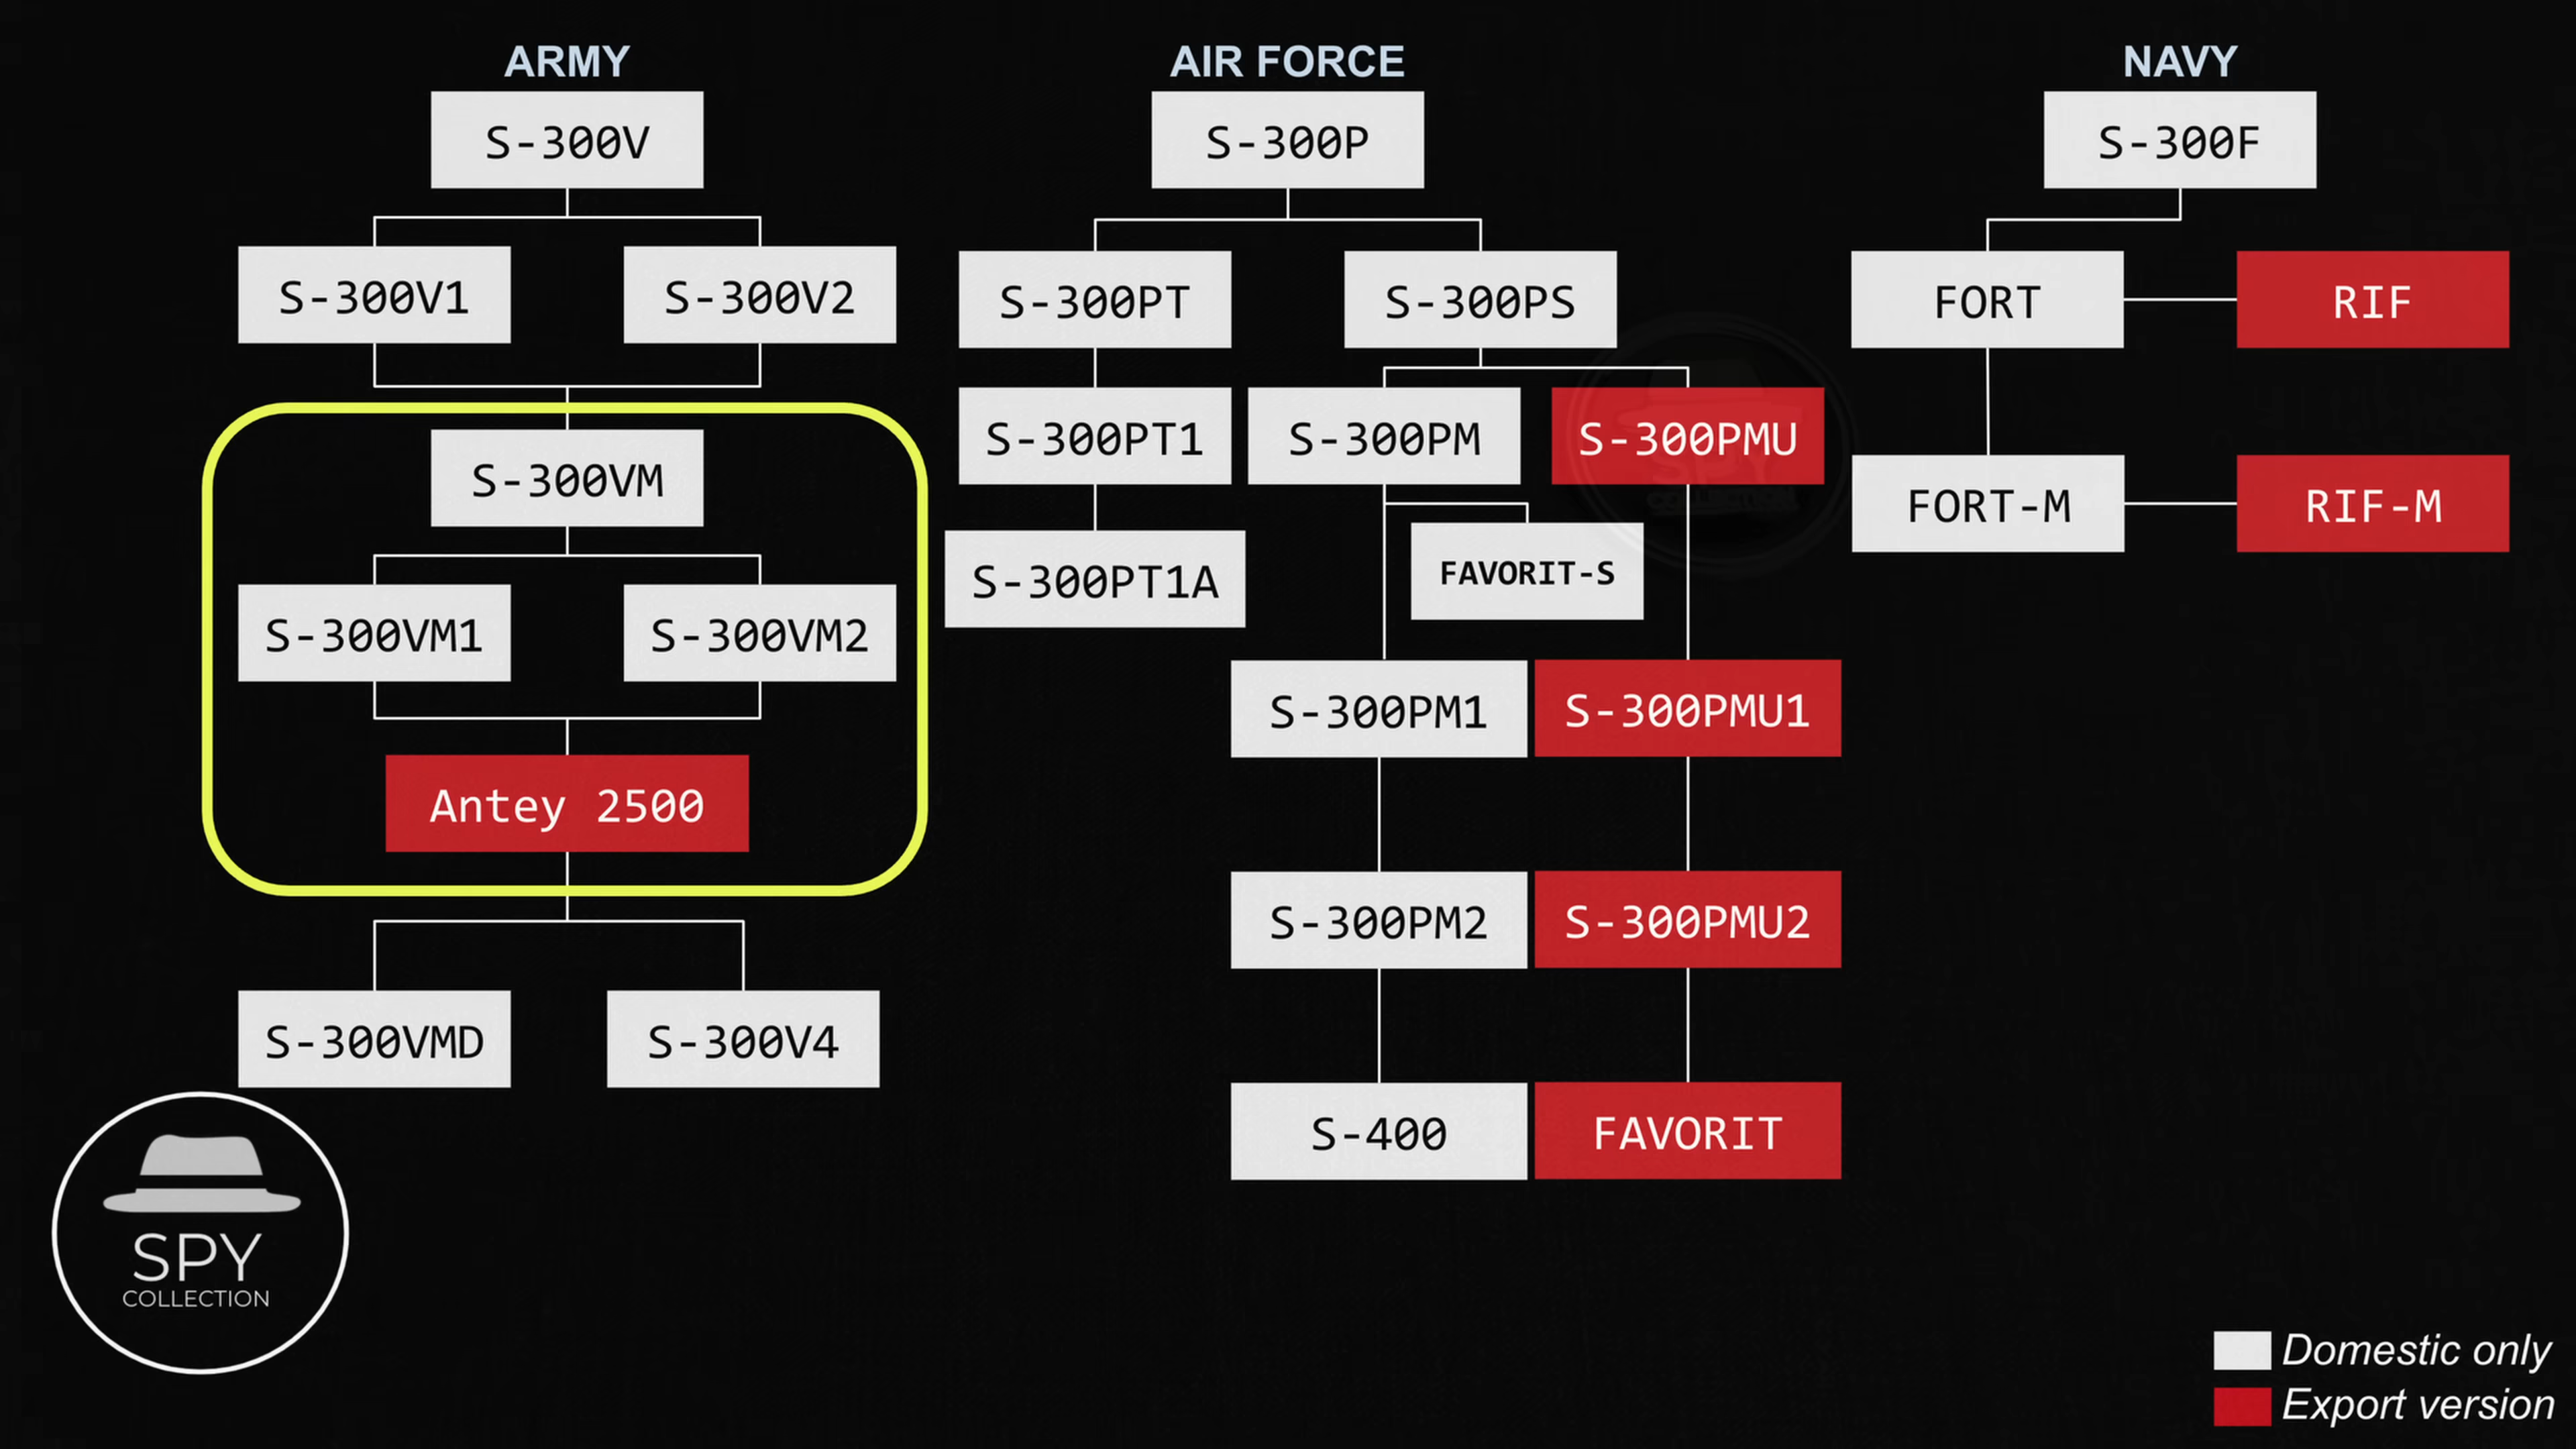 ARMY
S-300V
S-300V1
S-300V2
S-300VM
S-300VM1
S-300VM2
Antey 2500
S-300VMD
S-300V4
AIR FORCE
S-300P
S-300PT
S-300PS
S-300PT1
S-300PM
S-300PMU
S-300PT1A
FAVORIT-S
S-300PM1
S-300PMU1
S-300PM2
S-300PMU2
S-400
FAVORIT
NAVY
S-300F
FORT
RIF
FORT-M
RIF-M
SPY
COLLECTION
SPY
COLLECTION
Domestic only
Export version